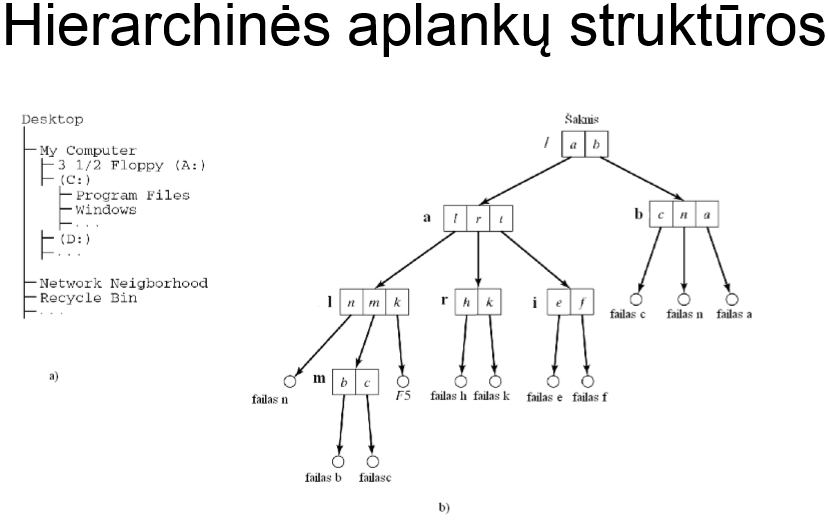 Hierarchinės aplankų struktūros
Desktop
My Computer
3 1/2 Floppy (A:)
(C:)
Program Files
Windows
...
(D:)
...
Network Neigborhood
Recycle Bin
...
a)
Šaknis
/ a b
a l r i
b c n a
l n m k
r h k
i e f
failas c failas n failas a
failas n
m b c
F5
failas h failas k
failas e failas f
failas b failasc
b)